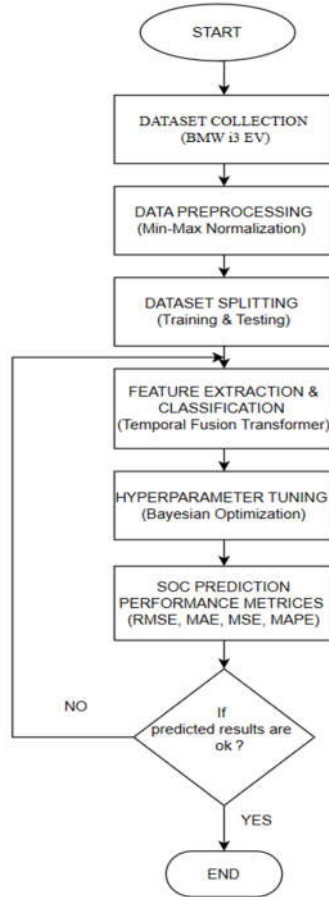 START
DATASET COLLECTION
(BMW i3 EV)
DATA PREPROCESSING
(Min-Max Normalization)
DATASET SPLITTING
(Training & Testing)
FEATURE EXTRACTION &
CLASSIFICATION
(Temporal Fusion Transformer)
HYPERPARAMETER TUNING
(Bayesian Optimization)
SOC PREDICTION
PERFORMANCE METRICES
(RMSE, MAE, MSE, MAPE)
If
predicted results are
ok ?
NO
YES
END